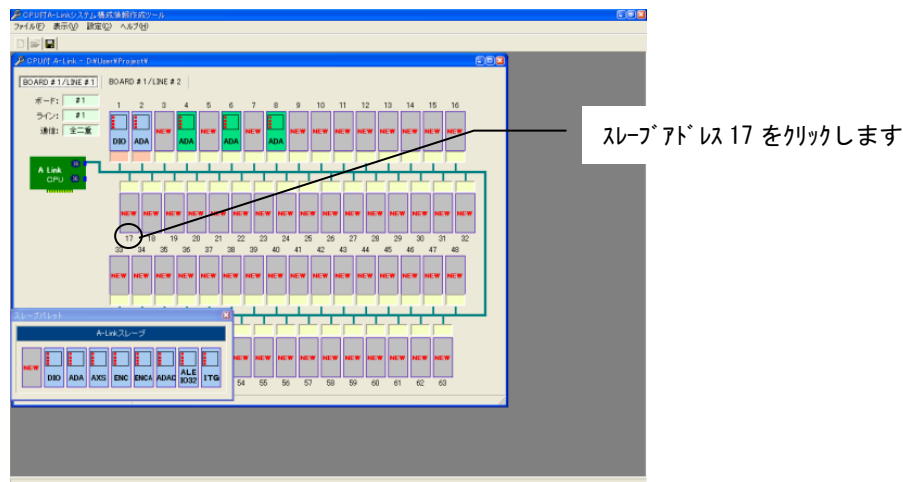 CPU付A-Linkシステム構成情報作成ツール
ファイル(F) 表示(V) 設定(C) ヘルプ(H)
CPU付 A-Link - D:¥User¥Project¥
BOARD #1/LINE #1 BOARD #1/LINE #2
ボード: #1
ライン: #1
通信: 全二重
1 2 3 4 5 6 7 8 9 10 11 12 13 14 15 16
DIO ADA NEW ADA NEW ADA NEW ADA NEW NEW NEW NEW NEW NEW NEW NEW
ｽﾚｰﾌﾞｱﾄﾞﾚｽ 17 をｸﾘｯｸします
A Link
CPU
NEW NEW NEW NEW NEW NEW NEW NEW NEW NEW NEW NEW NEW NEW NEW NEW
17 18 19 20 21 22 23 24 25 26 27 28 29 30 31 32
33 34 35 36 37 38 39 40 41 42 43 44 45 46 47 48
NEW NEW NEW NEW NEW NEW NEW NEW NEW NEW NEW NEW NEW NEW NEW NEW
スレーブパレット
A-Linkスレーブ
NEW DIO ADA AXS ENC ENCA ADAC ALE IO32 ITG
NEW NEW NEW NEW NEW NEW NEW NEW NEW NEW
54 55 56 57 58 59 60 61 62 63